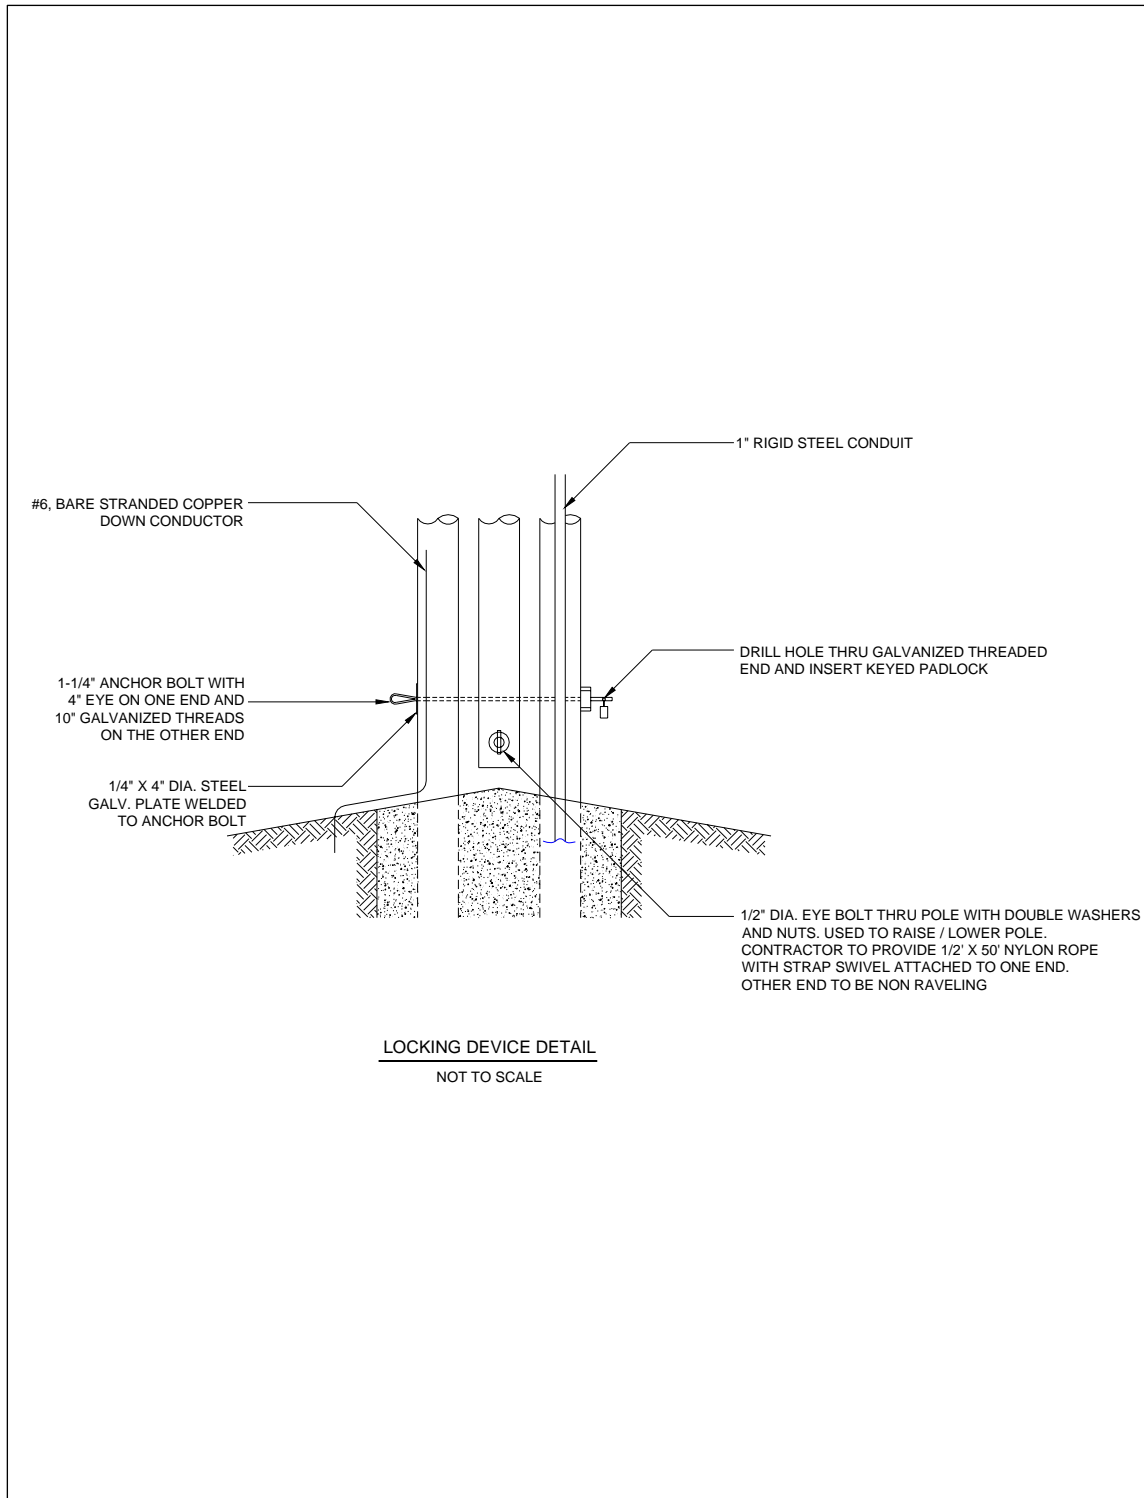 1" RIGID STEEL CONDUIT
#6, BARE STRANDED COPPER
DOWN CONDUCTOR
DRILL HOLE THRU GALVANIZED THREADED
END AND INSERT KEYED PADLOCK
1-1/4" ANCHOR BOLT WITH
4" EYE ON ONE END AND
10" GALVANIZED THREADS
ON THE OTHER END
1/4" X 4" DIA. STEEL
GALV. PLATE WELDED
TO ANCHOR BOLT
1/2" DIA. EYE BOLT THRU POLE WITH DOUBLE WASHERS
AND NUTS. USED TO RAISE / LOWER POLE.
CONTRACTOR TO PROVIDE 1/2' X 50' NYLON ROPE
WITH STRAP SWIVEL ATTACHED TO ONE END.
OTHER END TO BE NON RAVELING
LOCKING DEVICE DETAIL
NOT TO SCALE